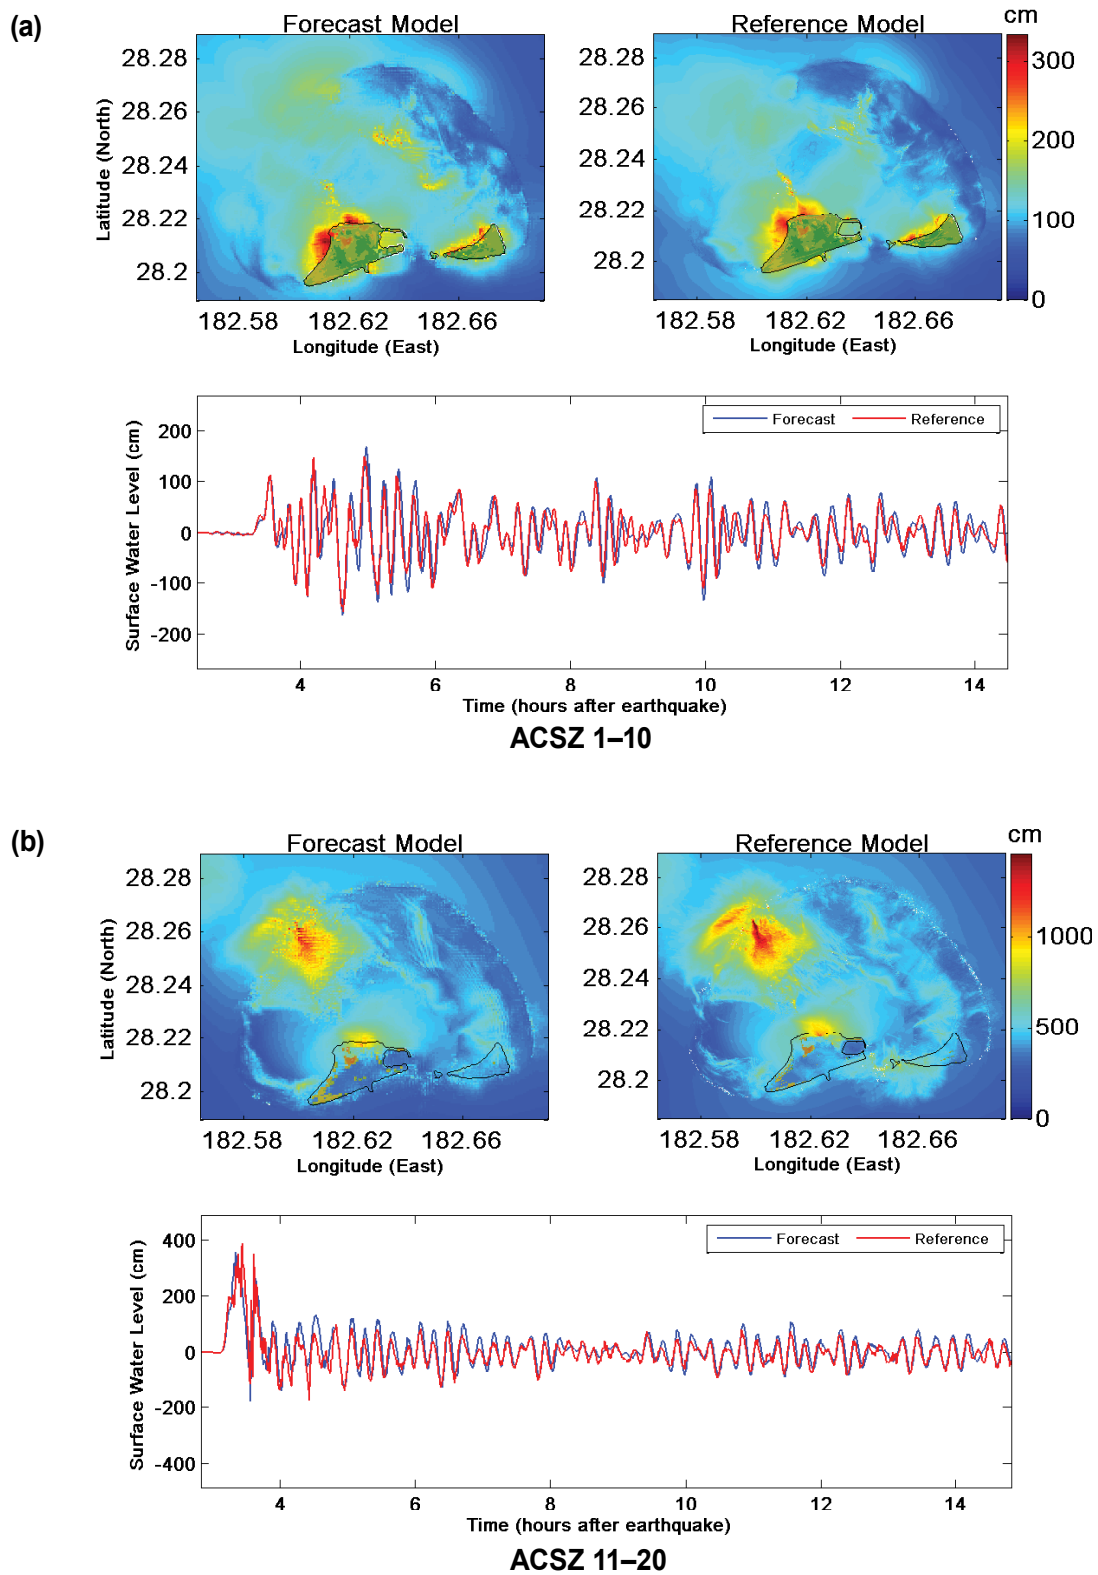 (a)
Forecast Model
Reference Model
cm
28.28
28.26
28.24
28.22
28.2
Latitude (North)
182.58 182.62 182.66
Longitude (East)
28.28
28.26
28.24
28.22
28.2
182.58 182.62 182.66
Longitude (East)
300
200
100
0
Forecast Reference
200
100
0
-100
-200
Surface Water Level (cm)
4 6 8 10 12 14
Time (hours after earthquake)
ACSZ 1–10
(b)
Forecast Model
Reference Model
cm
28.28
28.26
28.24
28.22
28.2
Latitude (North)
182.58 182.62 182.66
Longitude (East)
28.28
28.26
28.24
28.22
28.2
182.58 182.62 182.66
Longitude (East)
1000
500
0
Forecast Reference
400
200
0
-200
-400
Surface Water Level (cm)
4 6 8 10 12 14
Time (hours after earthquake)
ACSZ 11–20